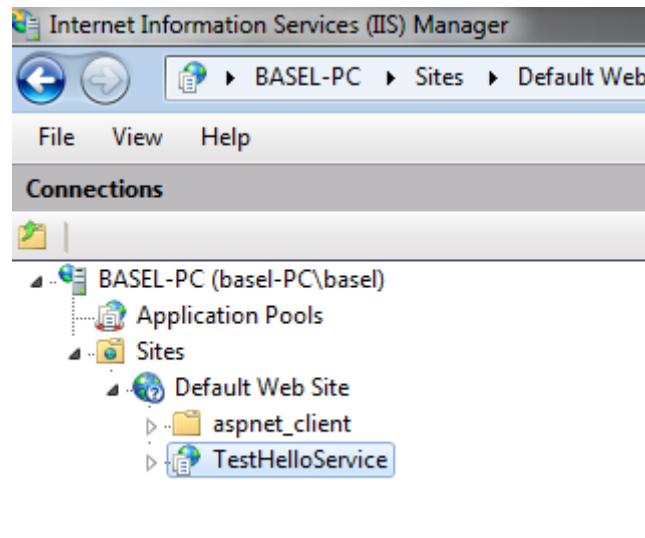 Internet Information Services (IIS) Manager
BASEL-PC Sites Default Web
File View Help
Connections
BASEL-PC (basel-PC\basel)
Application Pools
Sites
Default Web Site
aspnet_client
TestHelloService